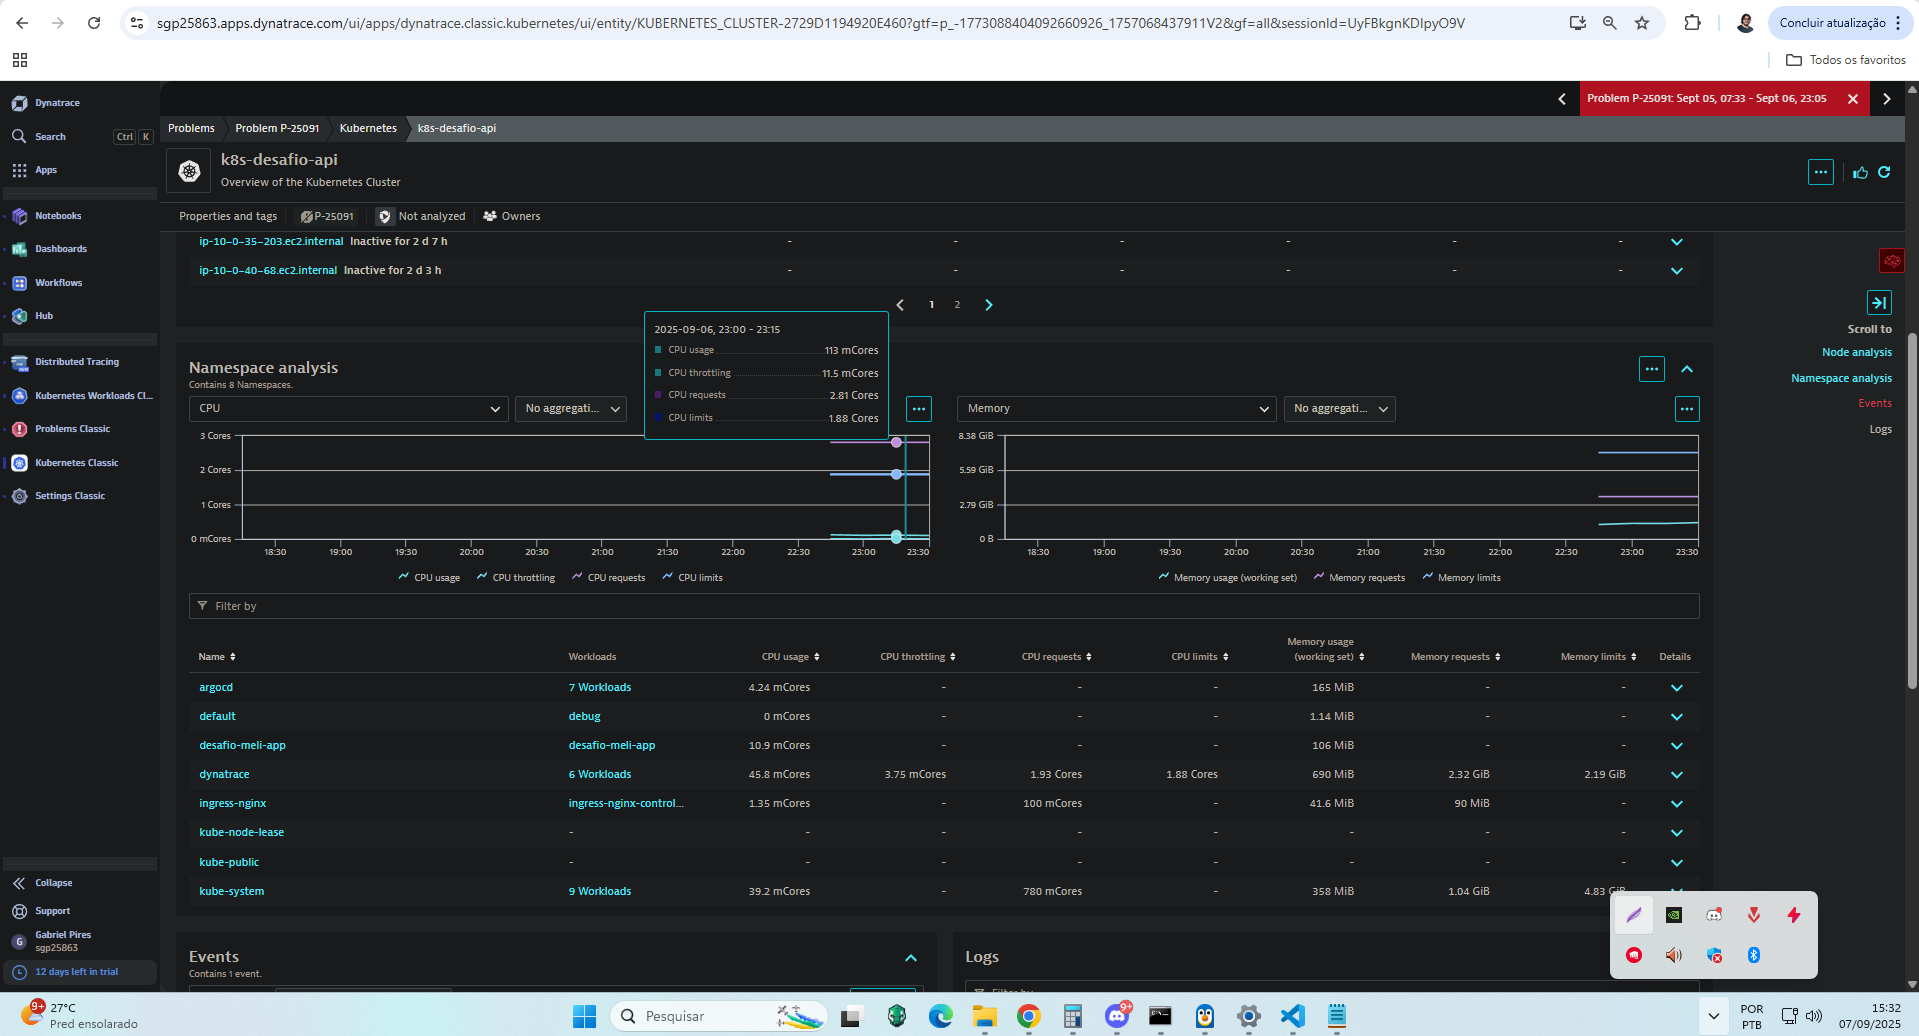 sgp25863.apps.dynatrace.com/ui/apps/dynatrace.classic.kubernetes/ui/entity/KUBERNETES_CLUSTER-2729D1194920E460?gtf=p_-1773088404092660926_1757068437911V2&gf=all&sessionId=UyFBkgnKDIpyO9V
Concluir atualização
Todos os favoritos
Dynatrace
Search Ctrl K
Apps
Notebooks
Dashboards
Workflows
Hub
Distributed Tracing
Kubernetes Workloads Cl...
Problems Classic
Kubernetes Classic
Settings Classic
Collapse
Support
G
Gabriel Pires
sgp25863
12 days left in trial
Problem P-25091: Sept 05, 07:33 - Sept 06, 23:05
Problems Problem P-25091 Kubernetes k8s-desafio-api
k8s-desafio-api
Overview of the Kubernetes Cluster
Properties and tags P-25091 Not analyzed Owners
ip-10-0-35-203.ec2.internal Inactive for 2 d 7 h - - - - - -
ip-10-0-40-68.ec2.internal Inactive for 2 d 3 h - - - - - -
1 2
Scroll to
Node analysis
Namespace analysis
Events
Logs
2025-09-06, 23:00 - 23:15
CPU usage 113 mCores
CPU throttling 11.5 mCores
CPU requests 2.81 Cores
CPU limits 1.88 Cores
Namespace analysis
Contains 8 Namespaces.
CPU No aggregati...
3 Cores
2 Cores
1 Cores
0 mCores
18:30 19:00 19:30 20:00 20:30 21:00 21:30 22:00 22:30 23:00 23:30
CPU usage CPU throttling CPU requests CPU limits
Memory No aggregati...
8.38 GiB
5.59 GiB
2.79 GiB
0 B
18:30 19:00 19:30 20:00 20:30 21:00 21:30 22:00 22:30 23:00 23:30
Memory usage (working set) Memory requests Memory limits
Filter by
Name Workloads CPU usage CPU throttling CPU requests CPU limits Memory usage (working set) Memory requests Memory limits Details
argocd 7 Workloads 4.24 mCores - - - 165 MiB - -
default debug 0 mCores - - - 1.14 MiB - -
desafio-meli-app desafio-meli-app 10.9 mCores - - - 106 MiB - -
dynatrace 6 Workloads 45.8 mCores 3.75 mCores 1.93 Cores 1.88 Cores 690 MiB 2.32 GiB 2.19 GiB
ingress-nginx ingress-nginx-control... 1.35 mCores - 100 mCores - 41.6 MiB 90 MiB -
kube-node-lease - - - - - - - -
kube-public - - - - - - - -
kube-system 9 Workloads 39.2 mCores - 780 mCores - 358 MiB 1.04 GiB 4.83 GiB
Events
Contains 1 event.
Logs
Filter by
9+
27°C
Pred ensolarado
Pesquisar
9+
POR
PTB
15:32
07/09/2025